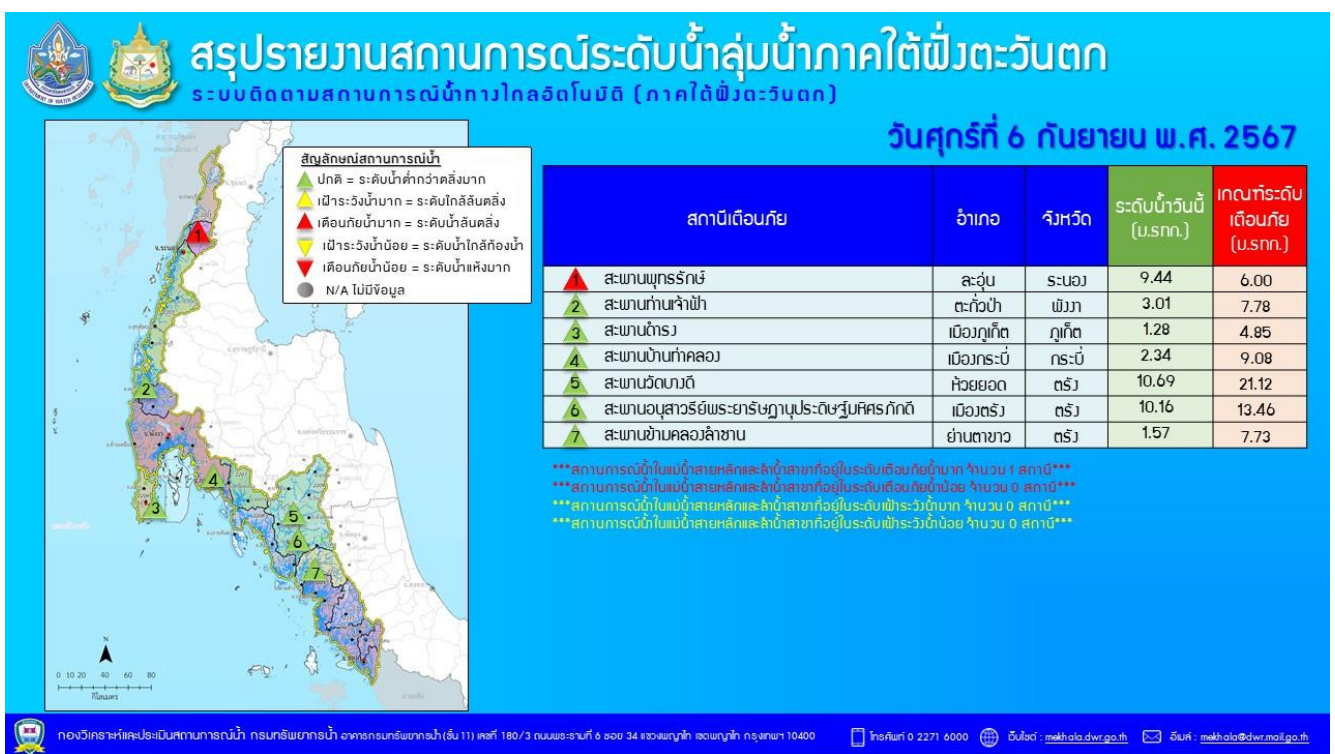 สรุปรายงานสถานการณ์ระดับน้ำลุ่มน้ำภาคใต้ฝั่งตะวันตก
ระบบติดตามสถานการณ์น้ำทางไกลอัตโนมัติ (ภาคใต้ฝั่งตะวันตก)
วันศุกร์ที่ 6 กันยายน พ.ศ. 2567
สัญลักษณ์สถานการณ์น้ำ
ปกติ = ระดับน้ำต่ำกว่าตลิ่งมาก
เฝ้าระวังน้ำมาก = ระดับใกล้ล้นตลิ่ง
เตือนภัยน้ำมาก = ระดับน้ำล้นตลิ่ง
เฝ้าระวังน้ำน้อย = ระดับน้ำใกล้ท้องน้ำ
เตือนภัยน้ำน้อย = ระดับน้ำแห้งมาก
N/A ไม่มีข้อมูล
1
2
3
4
5
6
7
N
0 10 20 40 60 80
กิโลเมตร
สถานีเตือนภัย อำเภอ จังหวัด ระดับน้ำวันนี้ (ม.รทก.) เกณฑ์ระดับเตือนภัย (ม.รทก.)
1 สะพานพุทธรักษ์ ละอุ่น ระนอง 9.44 6.00
2 สะพานท่านเจ้าฟ้า ตะกั่วป่า พังงา 3.01 7.78
3 สะพานดำรง เมืองภูเก็ต ภูเก็ต 1.28 4.85
4 สะพานบ้านท่าคลอง เมืองกระบี่ กระบี่ 2.34 9.08
5 สะพานวัดบางดี ห้วยยอด ตรัง 10.69 21.12
6 สะพานอนุสาวรีย์พระยารัษฎานุประดิษฐ์มหิศรภักดี เมืองตรัง ตรัง 10.16 13.46
7 สะพานข้ามคลองลำชาน ย่านตาขาว ตรัง 1.57 7.73
***สถานการณ์น้ำในแม่น้ำสายหลักและลำน้ำสาขาที่อยู่ในระดับเตือนภัยน้ำมาก จำนวน 1 สถานี***
***สถานการณ์น้ำในแม่น้ำสายหลักและลำน้ำสาขาที่อยู่ในระดับเตือนภัยน้ำน้อย จำนวน 0 สถานี***
***สถานการณ์น้ำในแม่น้ำสายหลักและลำน้ำสาขาที่อยู่ในระดับเฝ้าระวังน้ำมาก จำนวน 0 สถานี***
***สถานการณ์น้ำในแม่น้ำสายหลักและลำน้ำสาขาที่อยู่ในระดับเฝ้าระวังน้ำน้อย จำนวน 0 สถานี***
กองวิเคราะห์และประเมินสถานการณ์น้ำ กรมทรัพยากรน้ำ อาคารกรมทรัพยากรน้ำ(ชั้น 11) เลขที่ 180/3 ถนนพระรามที่ 6 ซอย 34 แขวงพญาไท เขตพญาไท กรุงเทพฯ 10400 โทรศัพท์ 0 2271 6000 เว็บไซต์ : mekhala.dwr.go.th อีเมล์ : mekhala@dwr.mail.go.th